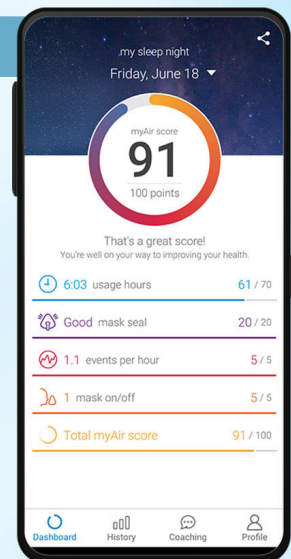 my sleep night
Friday, June 18
myAir score
91
100 points
That's a great score!
You're well on your way to improving your health.
6:03 usage hours 61 / 70
Good mask seal 20 / 20
1.1 events per hour 5 / 5
1 mask on/off 5 / 5
Total myAir score 91 / 100
Dashboard History Coaching Profile